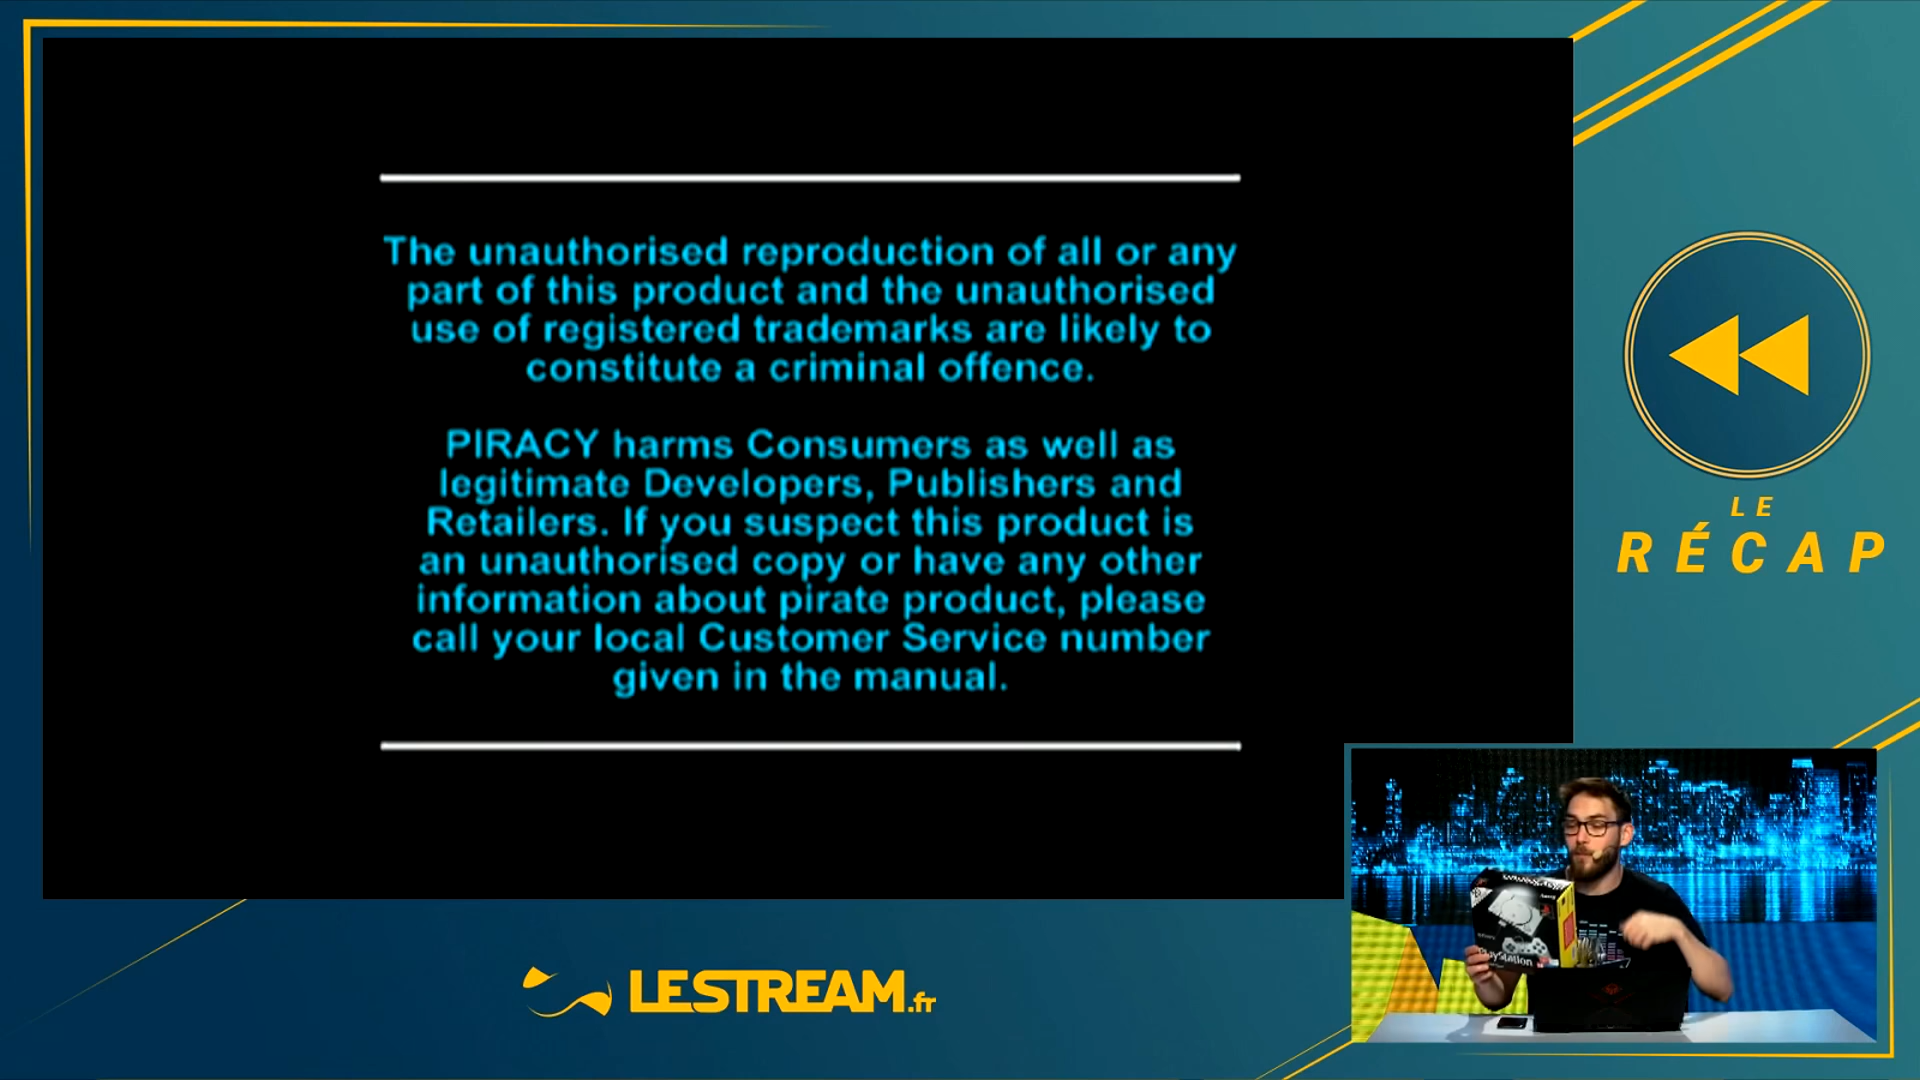 The unauthorised reproduction of all or any
part of this product and the unauthorised
use of registered trademarks are likely to
constitute a criminal offence.
PIRACY harms Consumers as well as
legitimate Developers, Publishers and
Retailers. If you suspect this product is
an unauthorised copy or have any other
information about pirate product, please
call your local Customer Service number
given in the manual.
LE
RÉCAP
LESTREAM.fr
PlayStation